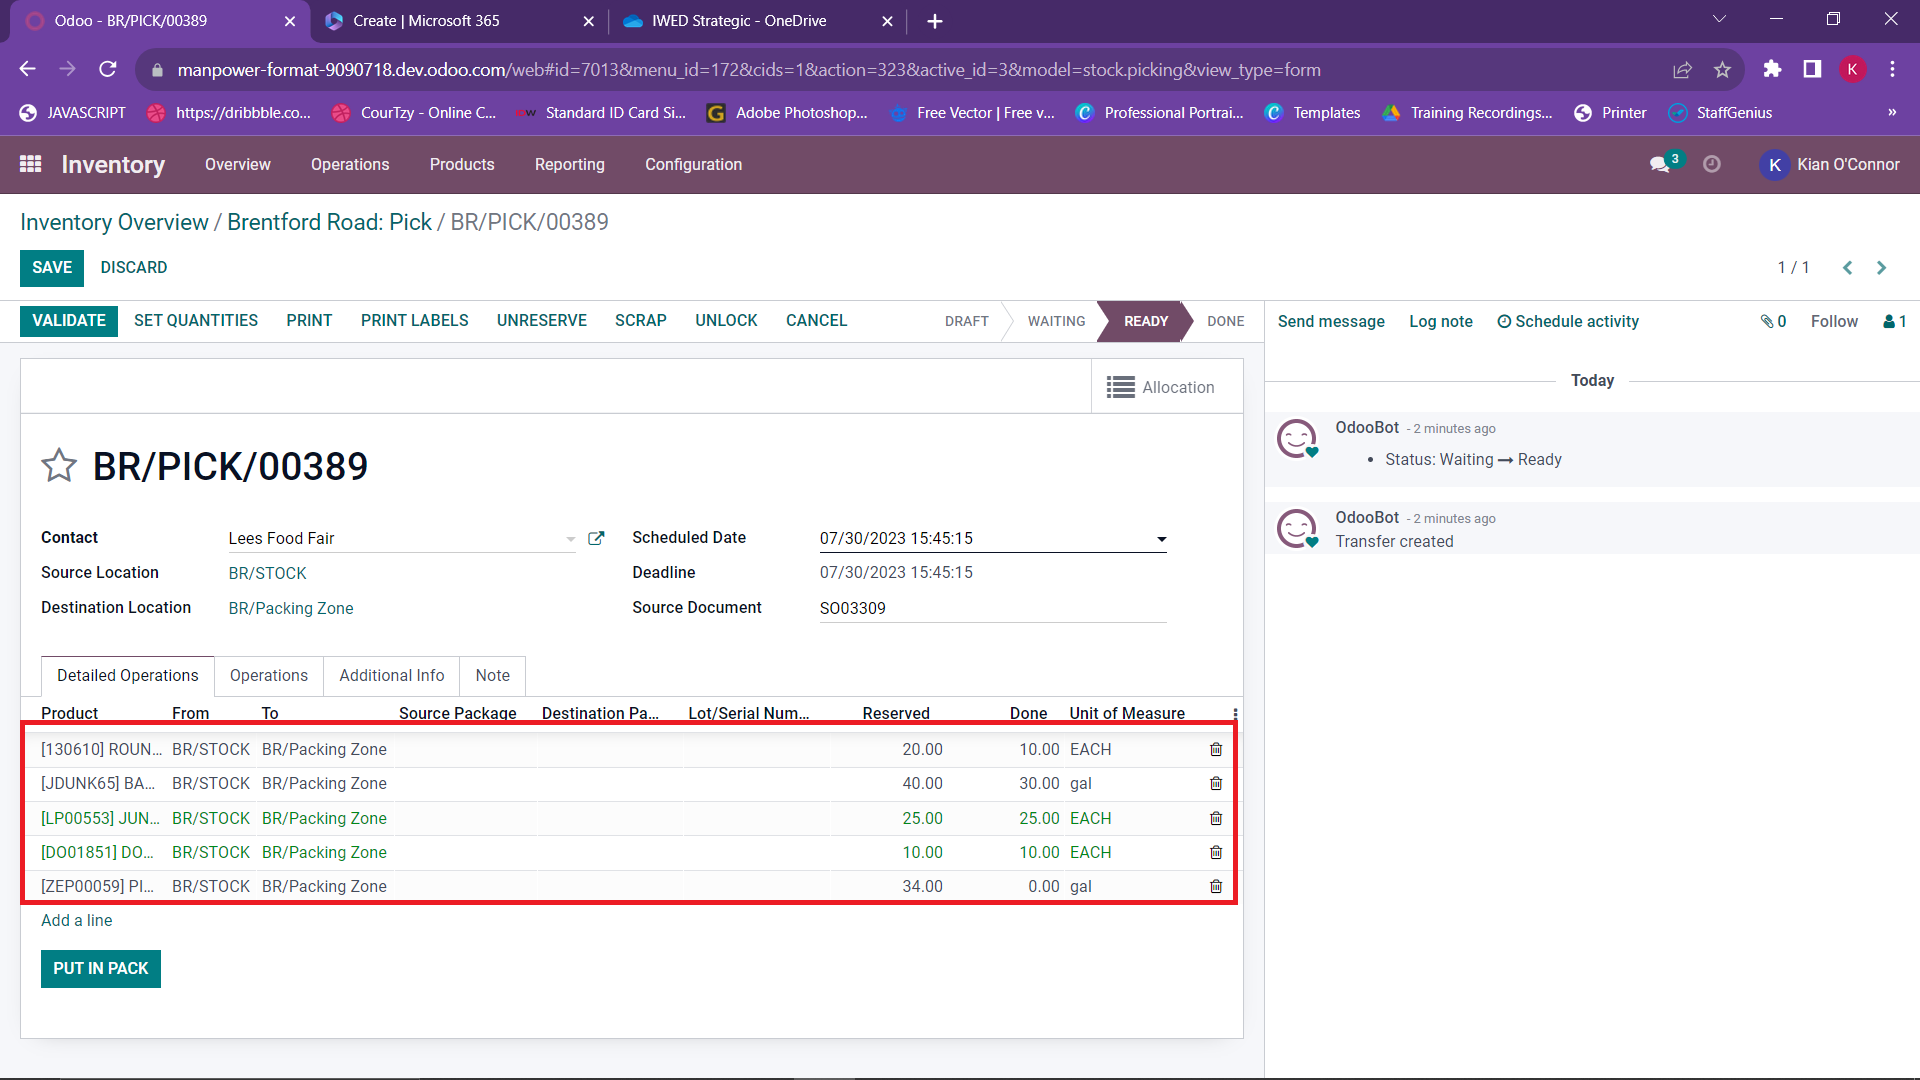 Odoo - BR/PICK/00389
Create | Microsoft 365
IWED Strategic - OneDrive
manpower-format-9090718.dev.odoo.com/web#id=7013&menu_id=172&cids=1&action=323&active_id=3&model=stock.picking&view_type=form
K
JAVASCRIPT
https://dribbble.co...
CourTzy - Online C...
Standard ID Card Si...
Adobe Photoshop...
Free Vector | Free v...
Professional Portrai...
Templates
Training Recordings...
Printer
StaffGenius
»
Inventory
Overview
Operations
Products
Reporting
Configuration
3
K
Kian O'Connor
Inventory Overview / Brentford Road: Pick / BR/PICK/00389
SAVE
DISCARD
1 / 1
VALIDATE
SET QUANTITIES
PRINT
PRINT LABELS
UNRESERVE
SCRAP
UNLOCK
CANCEL
DRAFT
WAITING
READY
DONE
Send message
Log note
Schedule activity
0
Follow
1
Allocation
Today
OdooBot - 2 minutes ago
• Status: Waiting → Ready
OdooBot - 2 minutes ago
Transfer created
BR/PICK/00389
Contact Lees Food Fair
Scheduled Date 07/30/2023 15:45:15
Source Location BR/STOCK
Deadline 07/30/2023 15:45:15
Destination Location BR/Packing Zone
Source Document SO03309
Detailed Operations
Operations
Additional Info
Note
Product From To Source Package Destination Pa... Lot/Serial Num... Reserved Done Unit of Measure
[130610] ROUN... BR/STOCK BR/Packing Zone 20.00 10.00 EACH
[JDUNK65] BA... BR/STOCK BR/Packing Zone 40.00 30.00 gal
[LP00553] JUN... BR/STOCK BR/Packing Zone 25.00 25.00 EACH
[DO01851] DO... BR/STOCK BR/Packing Zone 10.00 10.00 EACH
[ZEP00059] PI... BR/STOCK BR/Packing Zone 34.00 0.00 gal
Add a line
PUT IN PACK